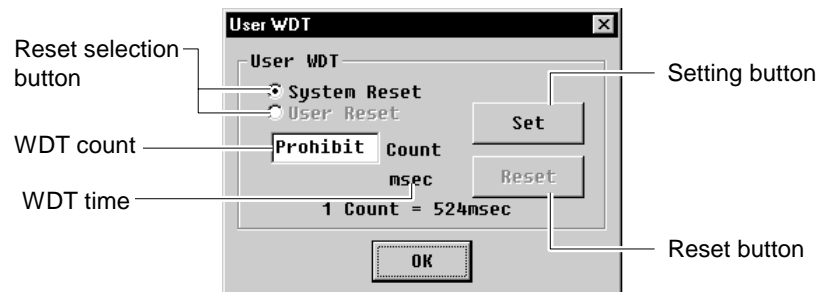 User WDT
Reset selection
button
User WDT
System Reset
User Reset
Setting button
Set
WDT count
Prohibit Count
msec
Reset
WDT time
1 Count = 524msec
Reset button
OK